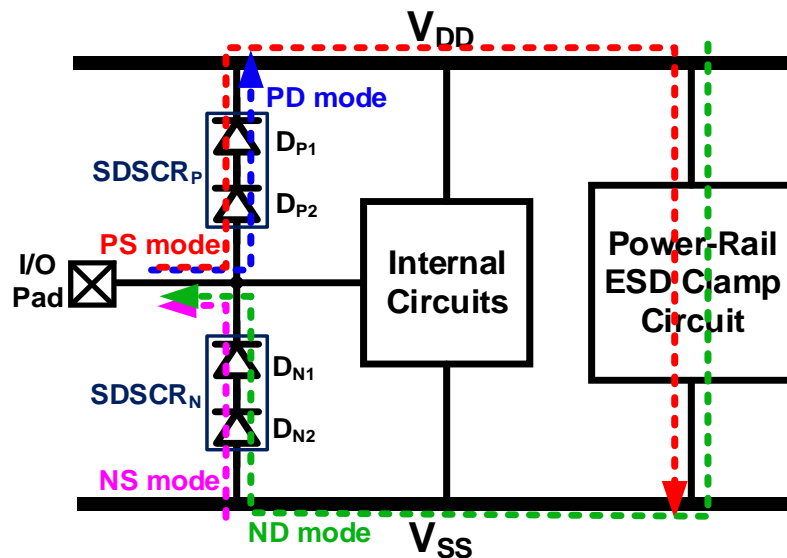 VDD
PD mode
DP1
SDSCRP
DP2
PS mode
I/O
Pad
Internal
Circuits
Power-Rail
ESD Clamp
Circuit
DN1
SDSCRN
DN2
NS mode
ND mode
VSS